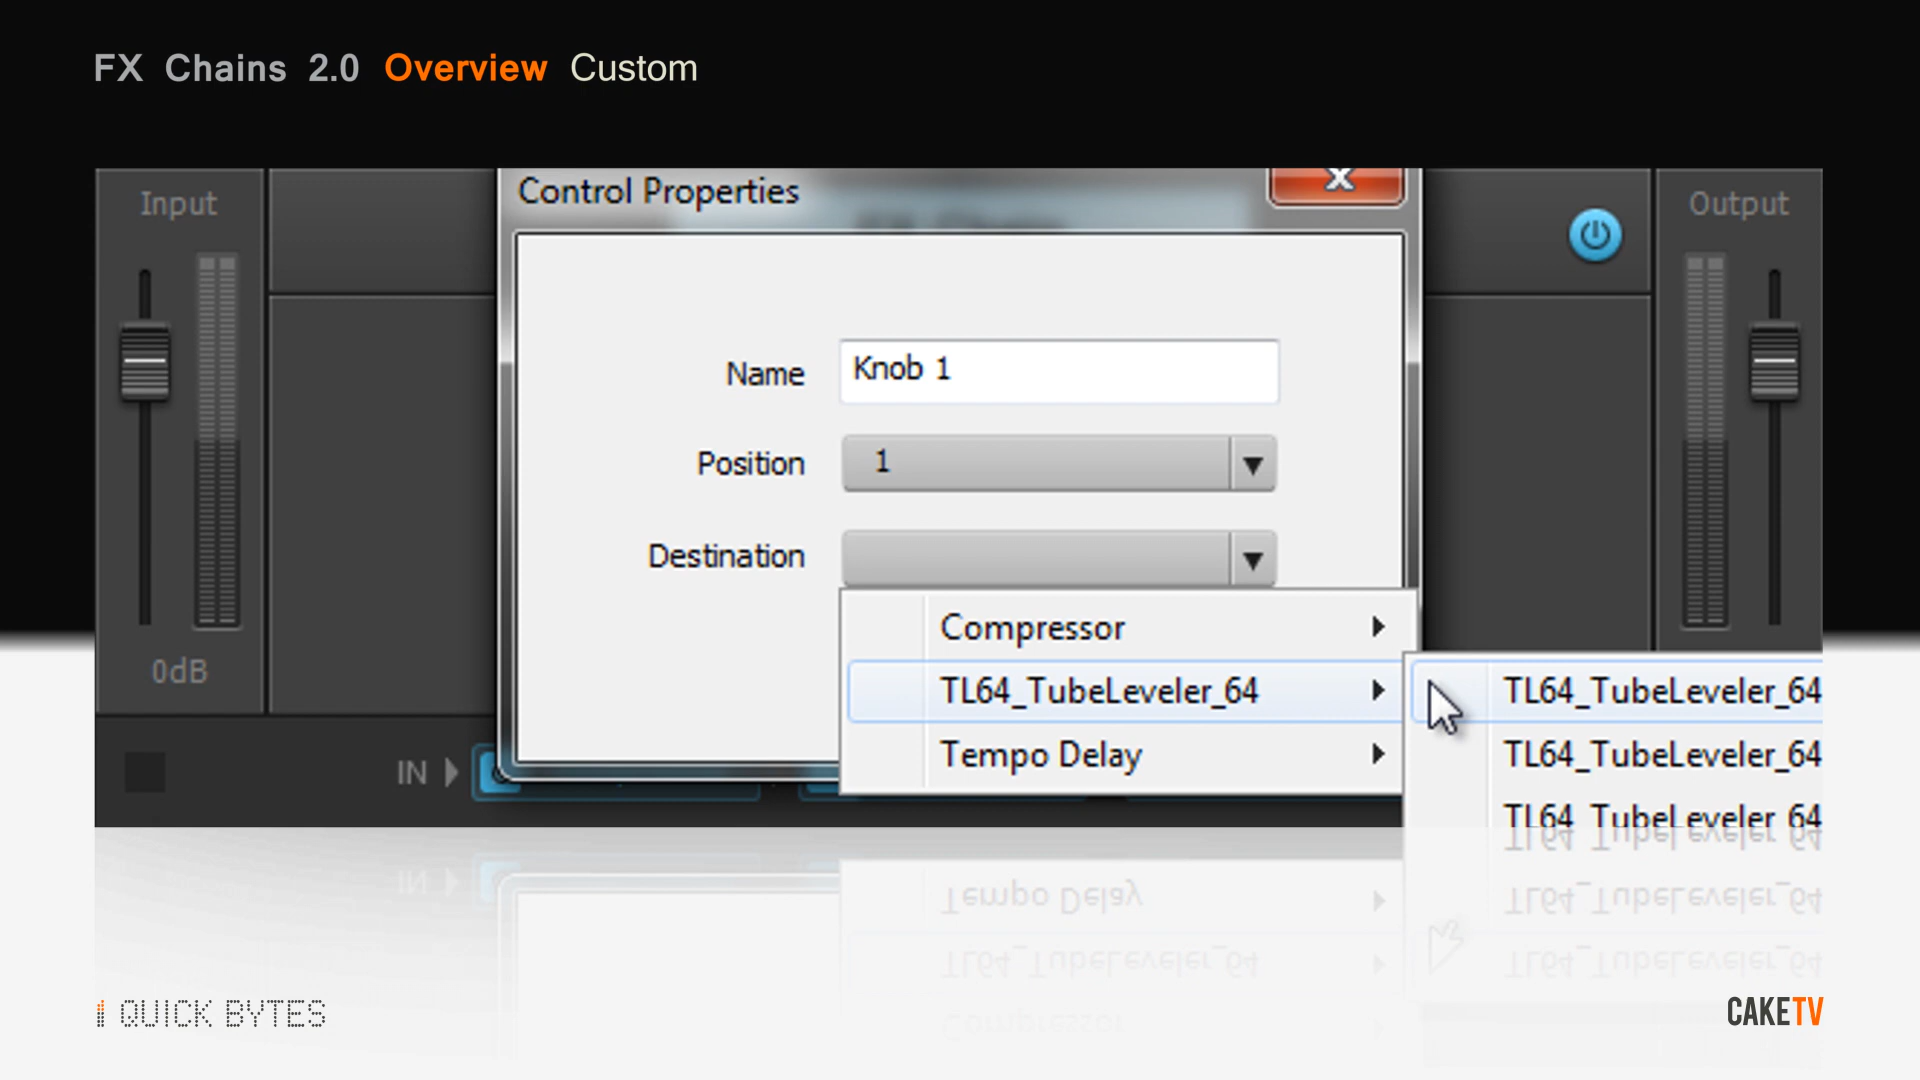 FX Chains 2.0 Overview Custom
Input
Control Properties
Output
Name Knob 1
Position 1
Destination
Compressor
TL64_TubeLeveler_64
TL64_TubeLeveler_64
Tempo Delay
TL64_TubeLeveler_64
TL64_TubeLeveler_64
0dB
IN
QUICK BYTES
CAKETV